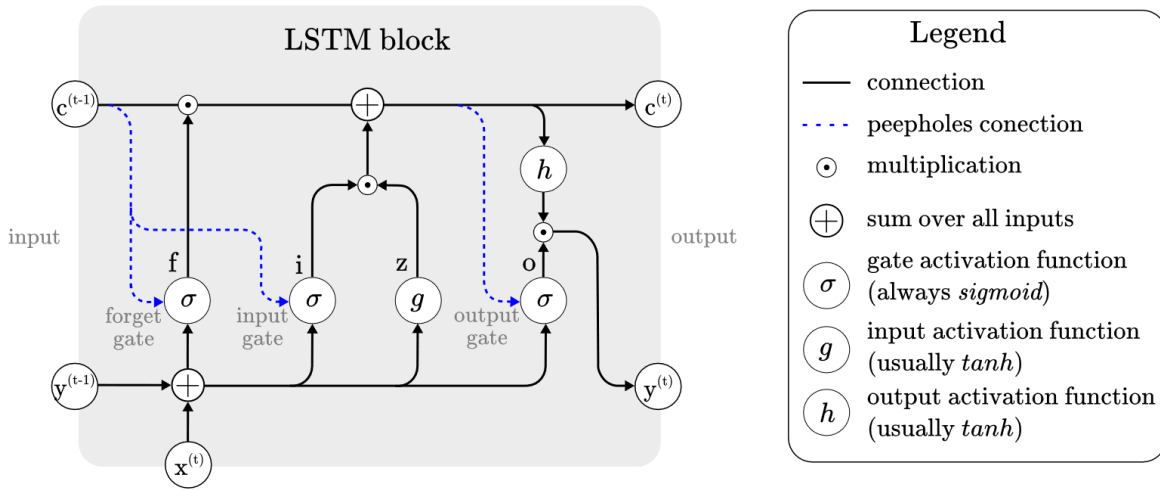 LSTM block
c(t-1)
c(t)
h
input
output
f
i
z
o
σ
σ
g
σ
forget
gate
input
gate
output
gate
y(t-1)
y(t)
x(t)
Legend
connection
peepholes conection
multiplication
sum over all inputs
σ
gate activation function
(always sigmoid)
g
input activation function
(usually tanh)
h
output activation function
(usually tanh)